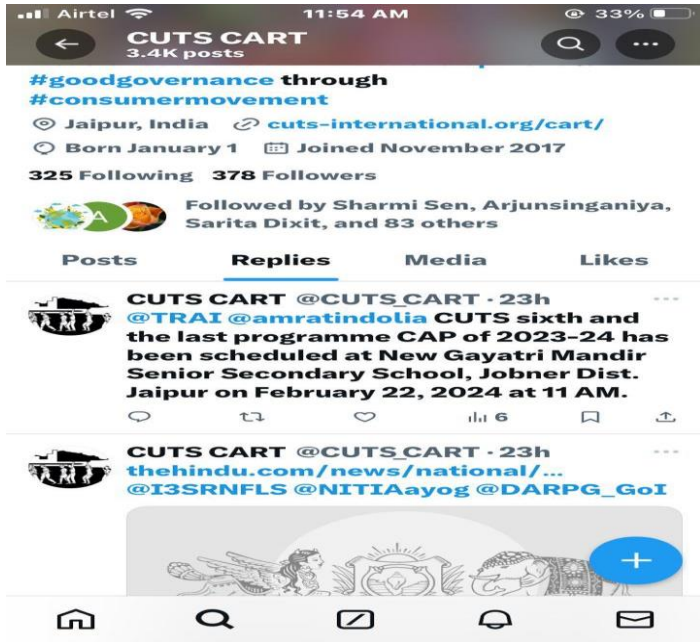 Airtel 11:54 AM 33%
CUTS CART
3.4K posts
#goodgovernance through
#consumermovement
Jaipur, India cuts-international.org/cart/
Born January 1 Joined November 2017
325 Following 378 Followers
A
Followed by Sharmi Sen, Arjunsinganiya,
Sarita Dixit, and 83 others
Posts Replies Media Likes
CUTS CART @CUTS_CART · 23h
@TRAI @amratindolia CUTS sixth and
the last programme CAP of 2023-24 has
been scheduled at New Gayatri Mandir
Senior Secondary School, Jobner Dist.
Jaipur on February 22, 2024 at 11 AM.
6
CUTS CART @CUTS_CART · 23h
thehindu.com/news/national/...
@I3SRNFLS @NITIAayog @DARPG_GoI